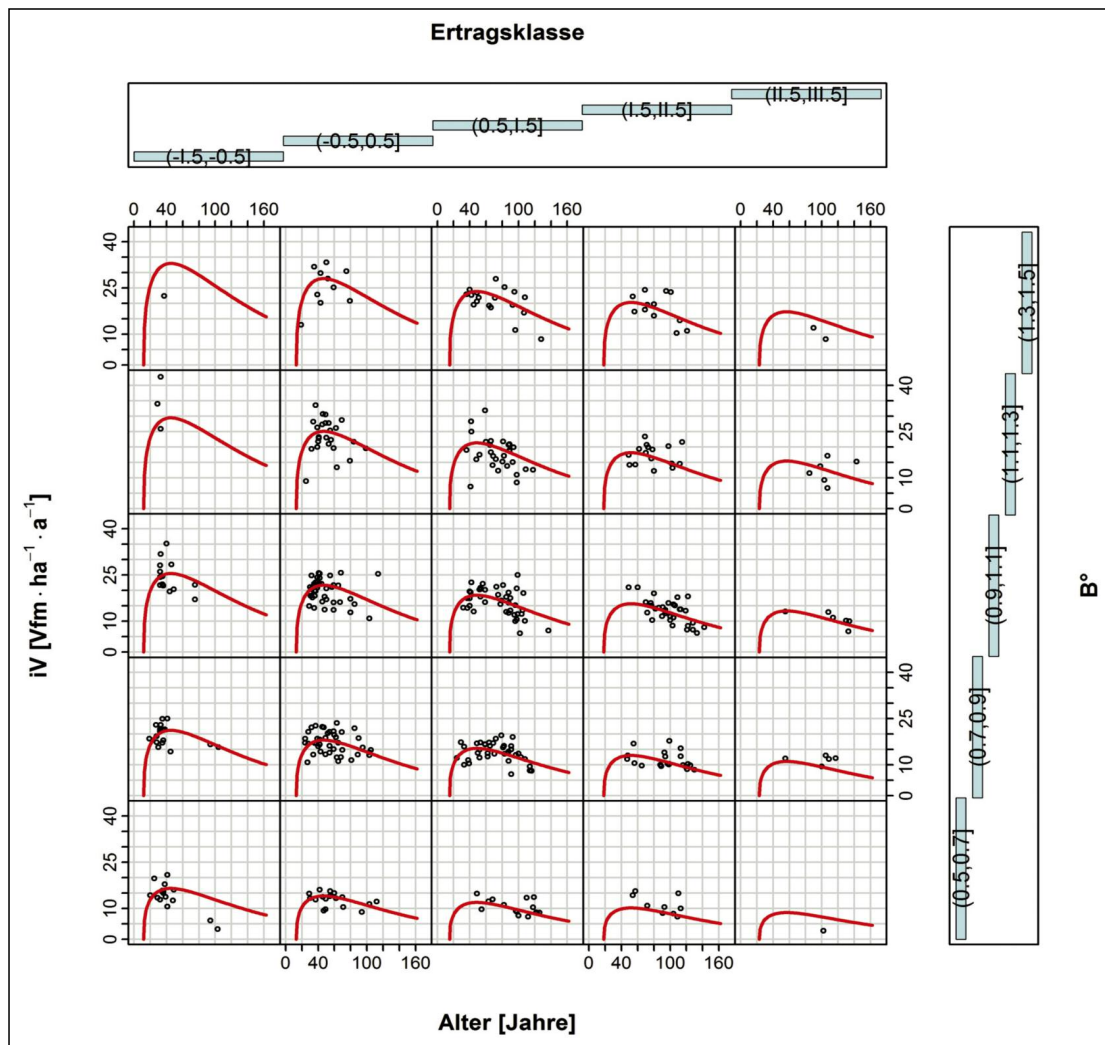 Ertragsklasse
(II.5,III.5]
(I.5,II.5]
(0.5,I.5]
(-0.5,0.5]
(-I.5,-0.5]
0 40 100 160 0 40 100 160 0 40 100 160
0 10 25 40
0 10 25 40
0 10 25 40
0 10 25 40
0 10 25 40
iV [Vfm · ha⁻¹ · a⁻¹]
(1.3,1.5]
(1.1,1.3]
(0.9,1.1]
(0.7,0.9]
(0.5,0.7]
B°
0 40 100 160 0 40 100 160
Alter [Jahre]